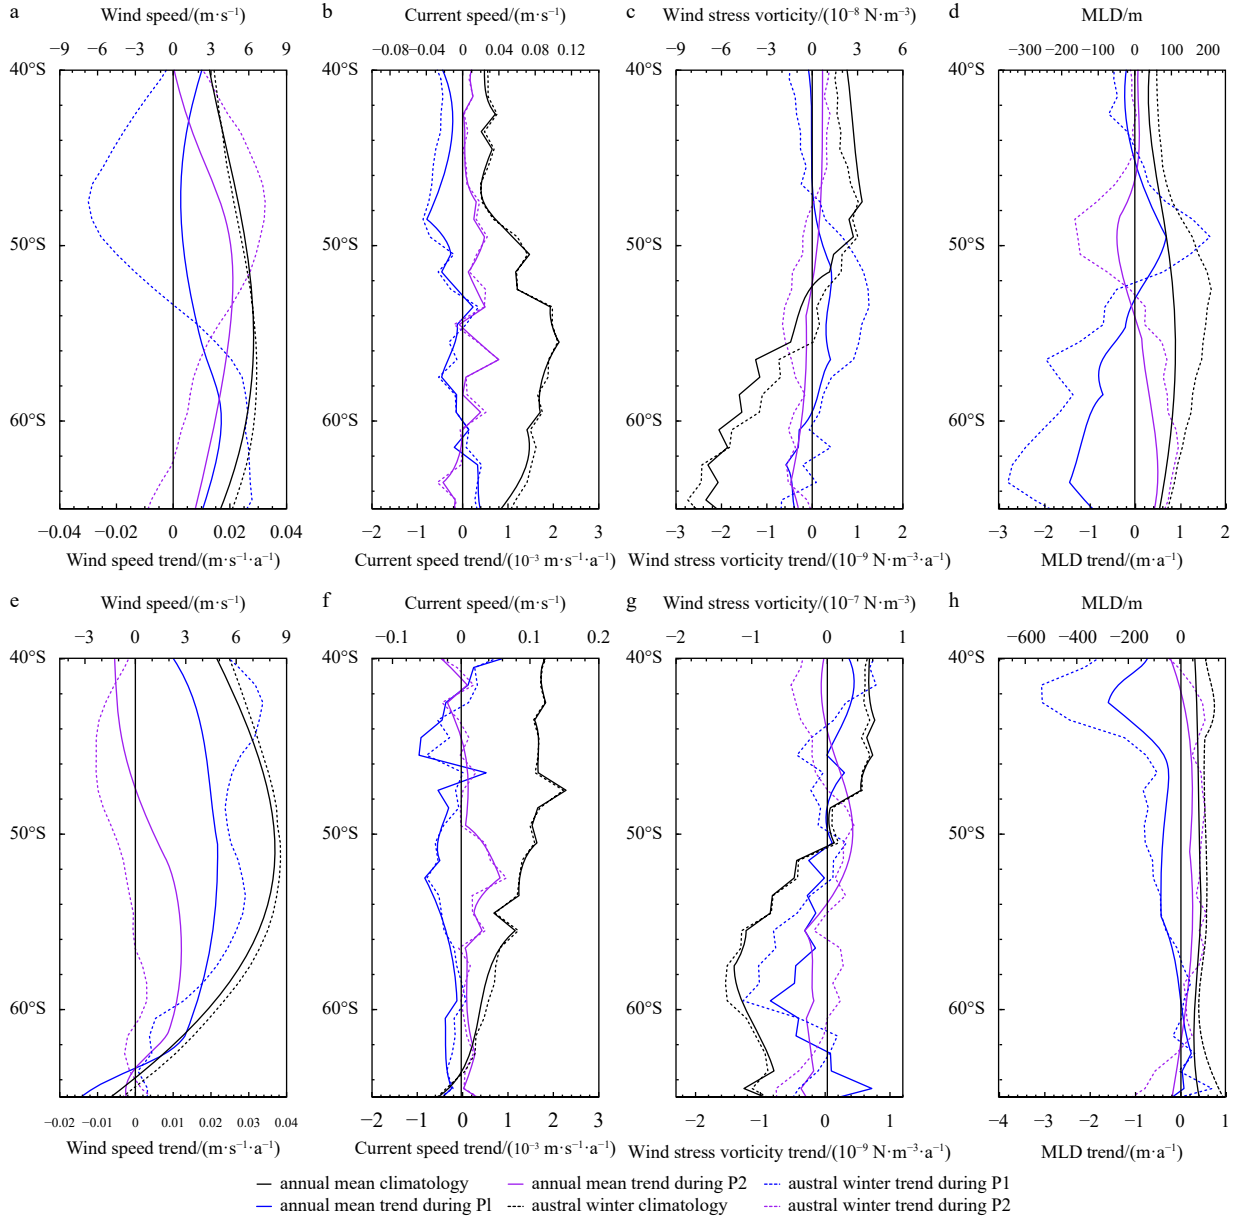 a Wind speed/(m·s⁻¹) b Current speed/(m·s⁻¹) c Wind stress vorticity/(10⁻⁸ N·m⁻³) d MLD/m
−9 −6 −3 0 3 6 9 −0.08 −0.04 0 0.04 0.08 0.12 −9 −6 −3 0 3 6 −300 −200 −100 0 100 200
40°S 40°S 40°S 40°S
50°S 50°S 50°S 50°S
60°S 60°S 60°S 60°S
−0.04 −0.02 0 0.02 0.04 −2 −1 0 1 2 3 −3 −2 −1 0 1 2 −3 −2 −1 0 1 2
Wind speed trend/(m·s⁻¹·a⁻¹) Current speed trend/(10⁻³ m·s⁻¹·a⁻¹) Wind stress vorticity trend/(10⁻⁹ N·m⁻³·a⁻¹) MLD trend/(m·a⁻¹)
e Wind speed/(m·s⁻¹) f Current speed/(m·s⁻¹) g Wind stress vorticity/(10⁻⁷ N·m⁻³) h MLD/m
−3 0 3 6 9 −0.1 0 0.1 0.2 −2 −1 0 1 −600 −400 −200 0
40°S 40°S 40°S 40°S
50°S 50°S 50°S 50°S
60°S 60°S 60°S 60°S
−0.02 −0.01 0 0.01 0.02 0.03 0.04 −2 −1 0 1 2 3 −2 −1 0 1 −4 −3 −2 −1 0 1
Wind speed trend/(m·s⁻¹·a⁻¹) Current speed trend/(10⁻³ m·s⁻¹·a⁻¹) Wind stress vorticity trend/(10⁻⁹ N·m⁻³·a⁻¹) MLD trend/(m·a⁻¹)
annual mean climatology annual mean trend during P2 austral winter trend during P1
annual mean trend during Pl austral winter climatology austral winter trend during P2